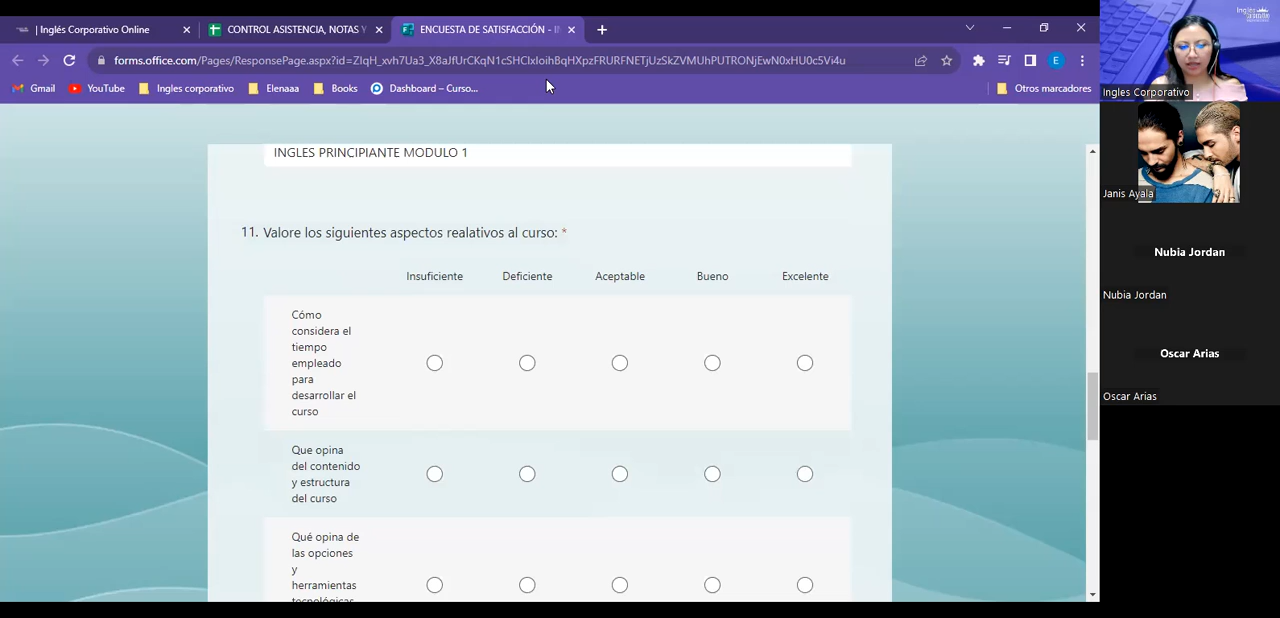 | Inglés Corporativo Online
CONTROL ASISTENCIA, NOTAS Y
ENCUESTA DE SATISFACCIÓN - IN
forms.office.com/Pages/ResponsePage.aspx?id=ZIqH_xvh7Ua3_X8aJfUrCKqN1cSHCIxIoihBqHXpzFRURFNETjUzSkZVMUhPUTRONjEwN0xHU0c5Vi4u
E
Gmail
YouTube
Ingles corporativo
Elenaaa
Books
Dashboard – Curso...
Otros marcadores
INGLES PRINCIPIANTE MODULO 1
11. Valore los siguientes aspectos realativos al curso: *
Insuficiente Deficiente Aceptable Bueno Excelente
Cómo
considera el
tiempo
empleado
para
desarrollar el
curso
Que opina
del contenido
y estructura
del curso
Qué opina de
las opciones
y
herramientas
tecnológicas
Ingles
Ingles Corporativo
Janis Ayala
Nubia Jordan
Nubia Jordan
Oscar Arias
Oscar Arias